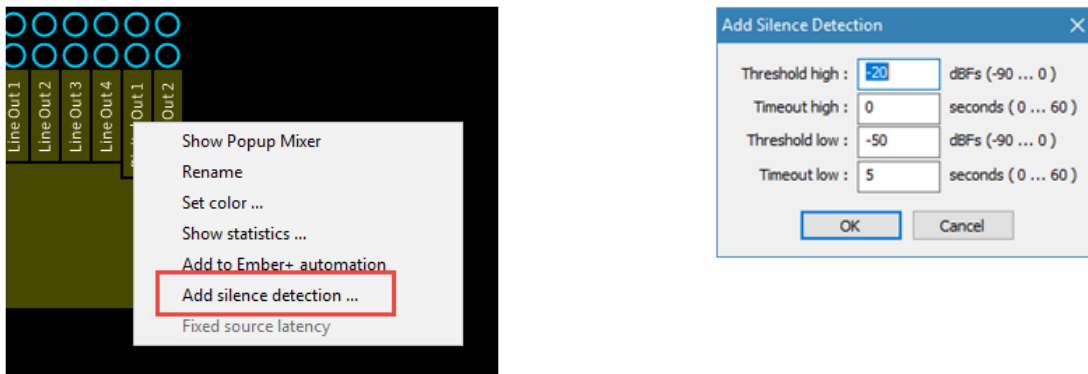 Line Out 1
Line Out 2
Line Out 3
Line Out 4
Out 1
Out 2
Show Popup Mixer
Rename
Set color ...
Show statistics ...
Add to Ember+ automation
Add silence detection ...
Fixed source latency
Add Silence Detection
Threshold high : -20 dBFs (-90 ... 0 )
Timeout high : 0 seconds ( 0 ... 60 )
Threshold low : -50 dBFs (-90 ... 0 )
Timeout low : 5 seconds ( 0 ... 60 )
OK Cancel